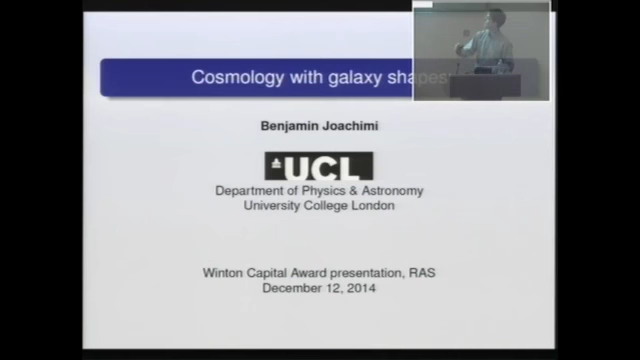 Cosmology with galaxy shapes
Benjamin Joachimi
UCL
Department of Physics & Astronomy
University College London
Winton Capital Award presentation, RAS
December 12, 2014